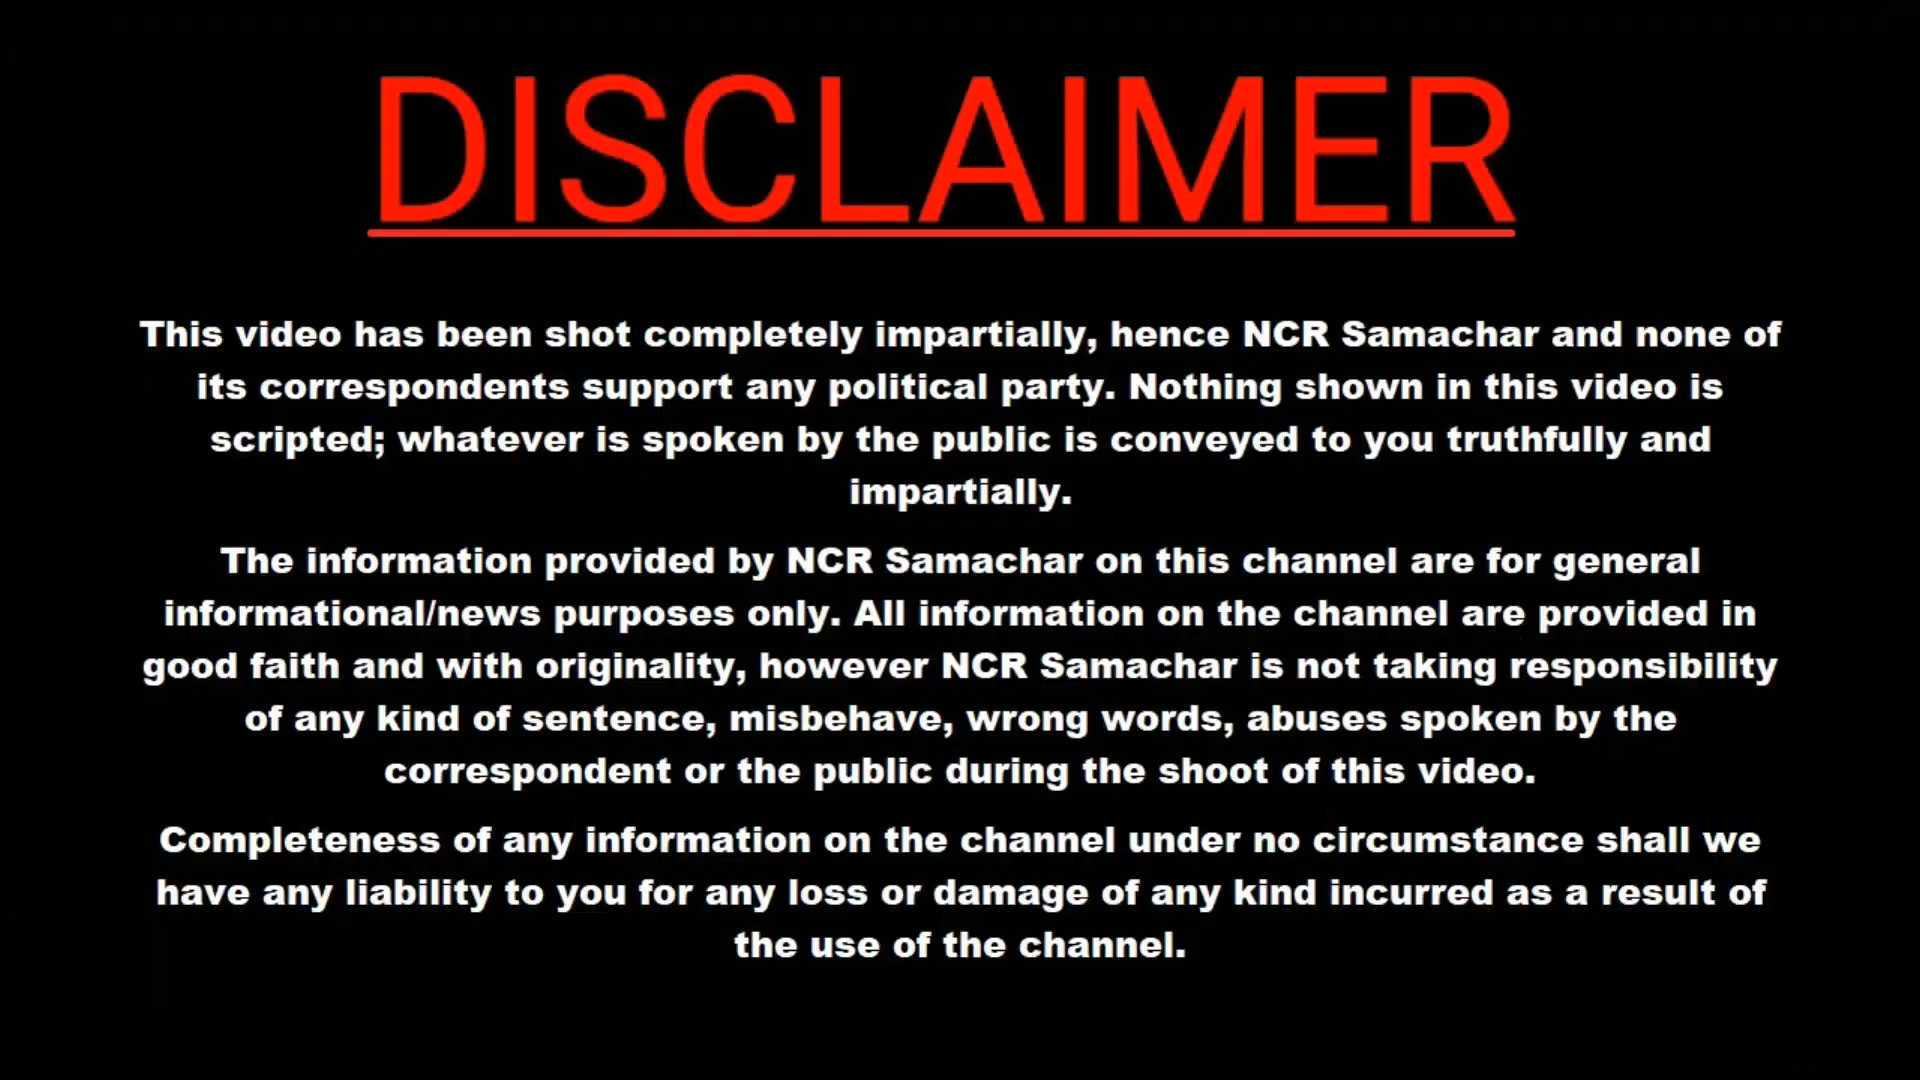 DISCLAIMER
This video has been shot completely impartially, hence NCR Samachar and none of
its correspondents support any political party. Nothing shown in this video is
scripted; whatever is spoken by the public is conveyed to you truthfully and
impartially.
The information provided by NCR Samachar on this channel are for general
informational/news purposes only. All information on the channel are provided in
good faith and with originality, however NCR Samachar is not taking responsibility
of any kind of sentence, misbehave, wrong words, abuses spoken by the
correspondent or the public during the shoot of this video.
Completeness of any information on the channel under no circumstance shall we
have any liability to you for any loss or damage of any kind incurred as a result of
the use of the channel.